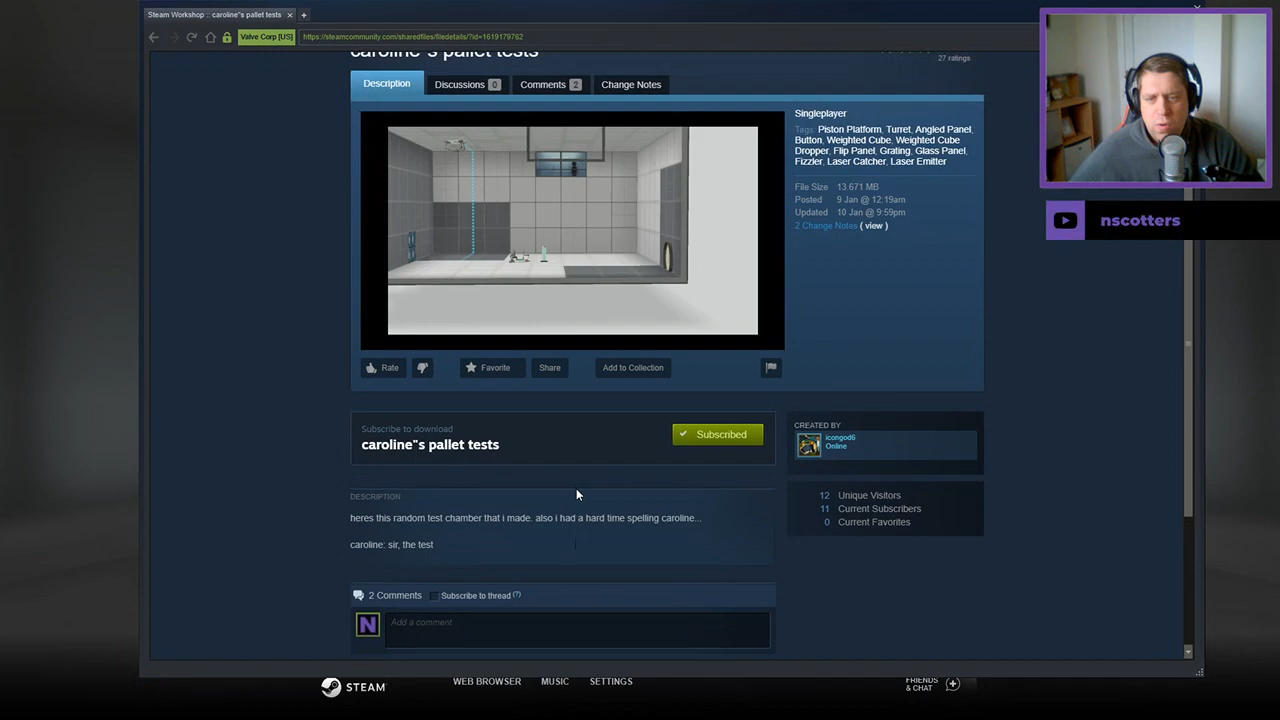 Steam Workshop :: caroline"s pallet tests
Valve Corp [US] https://steamcommunity.com/sharedfiles/filedetails/?id=1619179762
caroline"s pallet tests
27 ratings
Description Discussions 0 Comments 2 Change Notes
Singleplayer
Tags: Piston Platform, Turret, Angled Panel,
Button, Weighted Cube, Weighted Cube
Dropper, Flip Panel, Grating, Glass Panel,
Fizzler, Laser Catcher, Laser Emitter
File Size 13.671 MB
Posted 9 Jan @ 12:19am
Updated 10 Jan @ 9:59pm
2 Change Notes ( view )
nscotters
Rate Favorite Share Add to Collection
Subscribe to download
caroline"s pallet tests
Subscribed
CREATED BY
icongod6
Online
12 Unique Visitors
11 Current Subscribers
0 Current Favorites
DESCRIPTION
heres this random test chamber that i made. also i had a hard time spelling caroline...
caroline: sir, the test
2 Comments Subscribe to thread (?)
N Add a comment
STEAM WEB BROWSER MUSIC SETTINGS FRIENDS
& CHAT